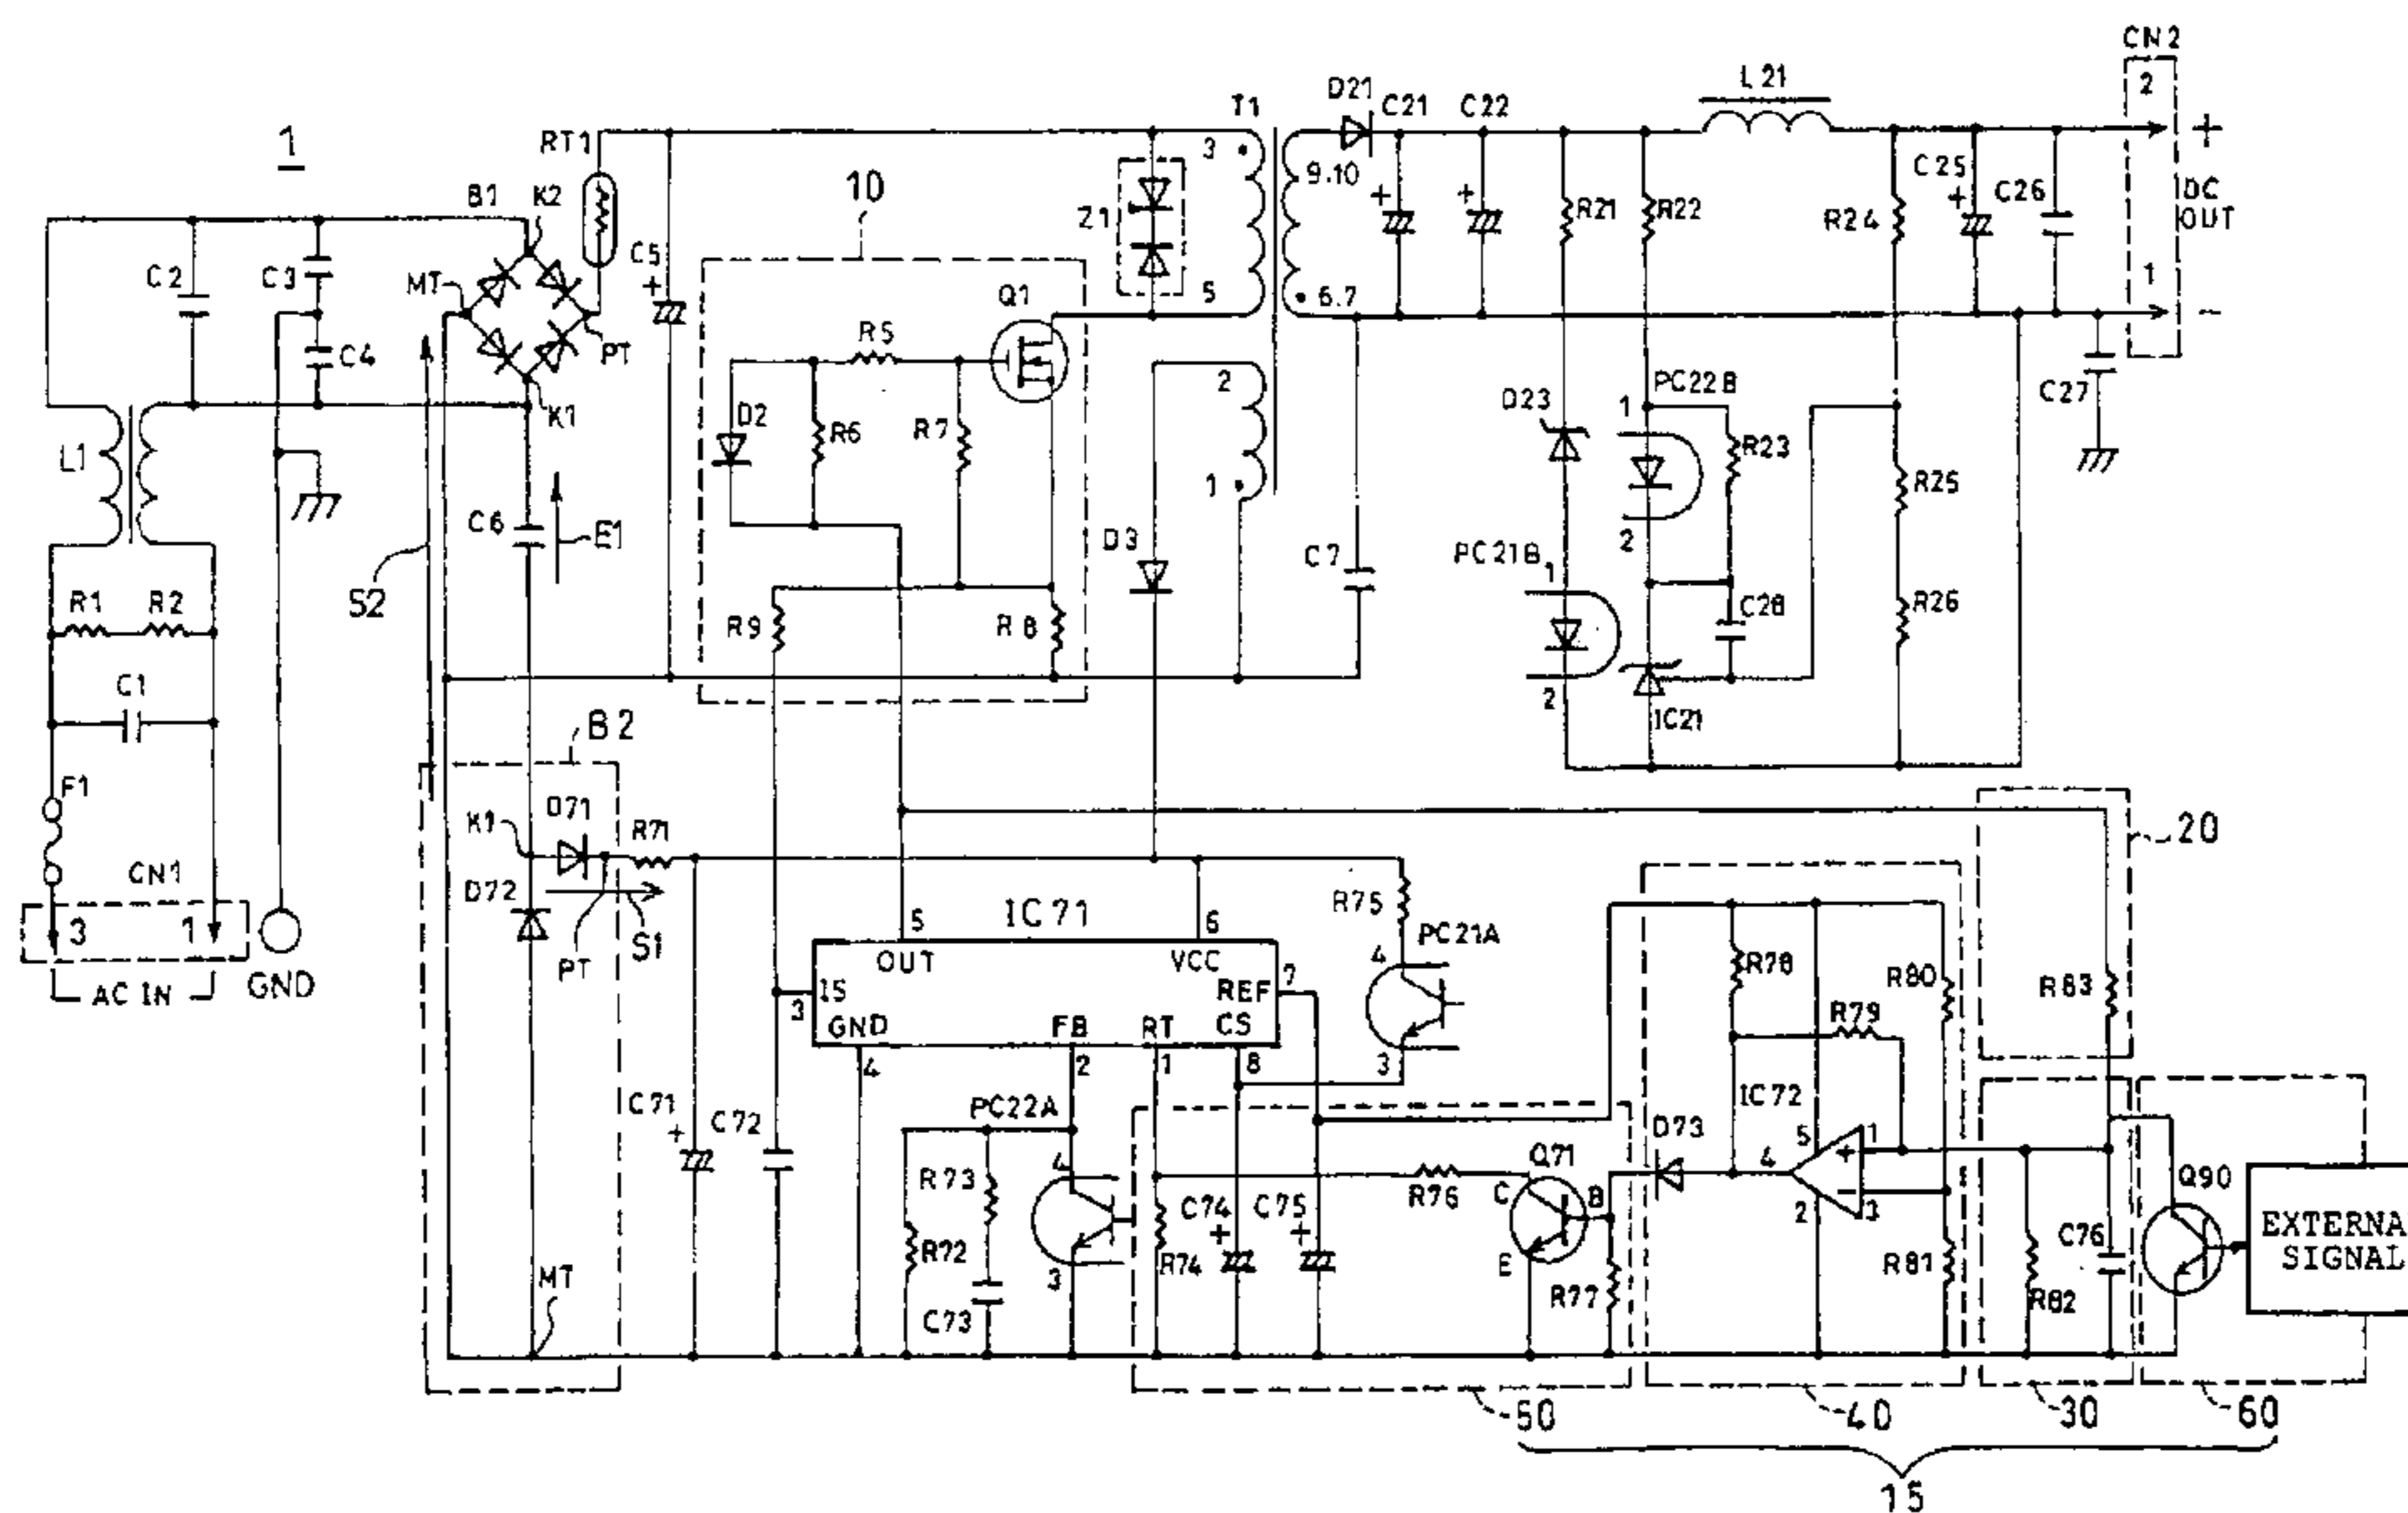 1
CN2
2
+
DC
OUT
1
-
C27
L21
T1
3
5
9.10
6.7
2
1
D21
C21
+
C22
+
R21
R22
R24
C25
+
C26
Z1
RT1
B1
K2
MT
PT
K1
C5
+
C2
C3
C4
L1
C6
E1
S2
R1
R2
C1
F1
CN1
3
1
AC IN
GND
10
Q1
R5
D2
R6
R7
R9
R8
D3
C7
D23
PC21B
1
2
PC22B
1
2
R23
C28
IC21
R25
R26
B2
K1
D71
R71
D72
PT
S1
MT
C71
+
C72
IC71
5
OUT
6
VCC
7
REF
IS
3
GND
4
FB
2
RT
1
CS
8
R75
PC21A
4
3
PC22A
4
3
R73
R72
C73
R74
C74
+
C75
+
R76
Q71
C
B
E
R77
D73
R78
R79
R80
IC72
5
1
+
4
-
2
3
R81
20
R83
R82
C76
Q90
EXTERNA
SIGNAL
50
40
30
60
15